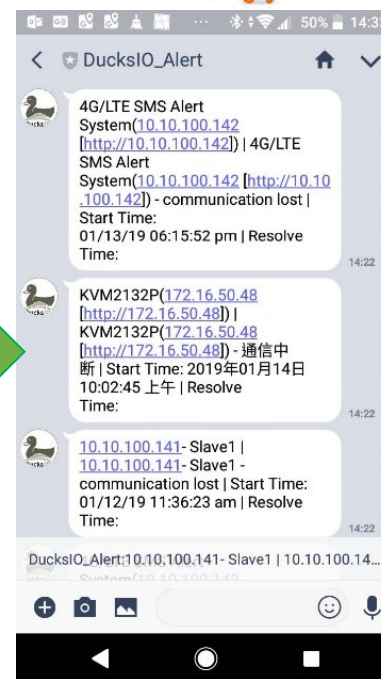 50% 14:33
DucksIO_Alert
4G/LTE SMS Alert
System(10.10.100.142
[http://10.10.100.142]) | 4G/LTE
SMS Alert
System(10.10.100.142 [http://10.10
.100.142]) - communication lost |
Start Time:
01/13/19 06:15:52 pm | Resolve
Time:
14:22
KVM2132P(172.16.50.48
[http://172.16.50.48]) |
KVM2132P(172.16.50.48
[http://172.16.50.48]) - 通信中
断 | Start Time: 2019年01月14日
10:02:45 上午 | Resolve
Time:
14:22
10.10.100.141- Slave1 |
10.10.100.141- Slave1 -
communication lost | Start Time:
01/12/19 11:36:23 am | Resolve
Time:
14:22
DucksIO_Alert:10.10.100.141- Slave1 | 10.10.100.14...